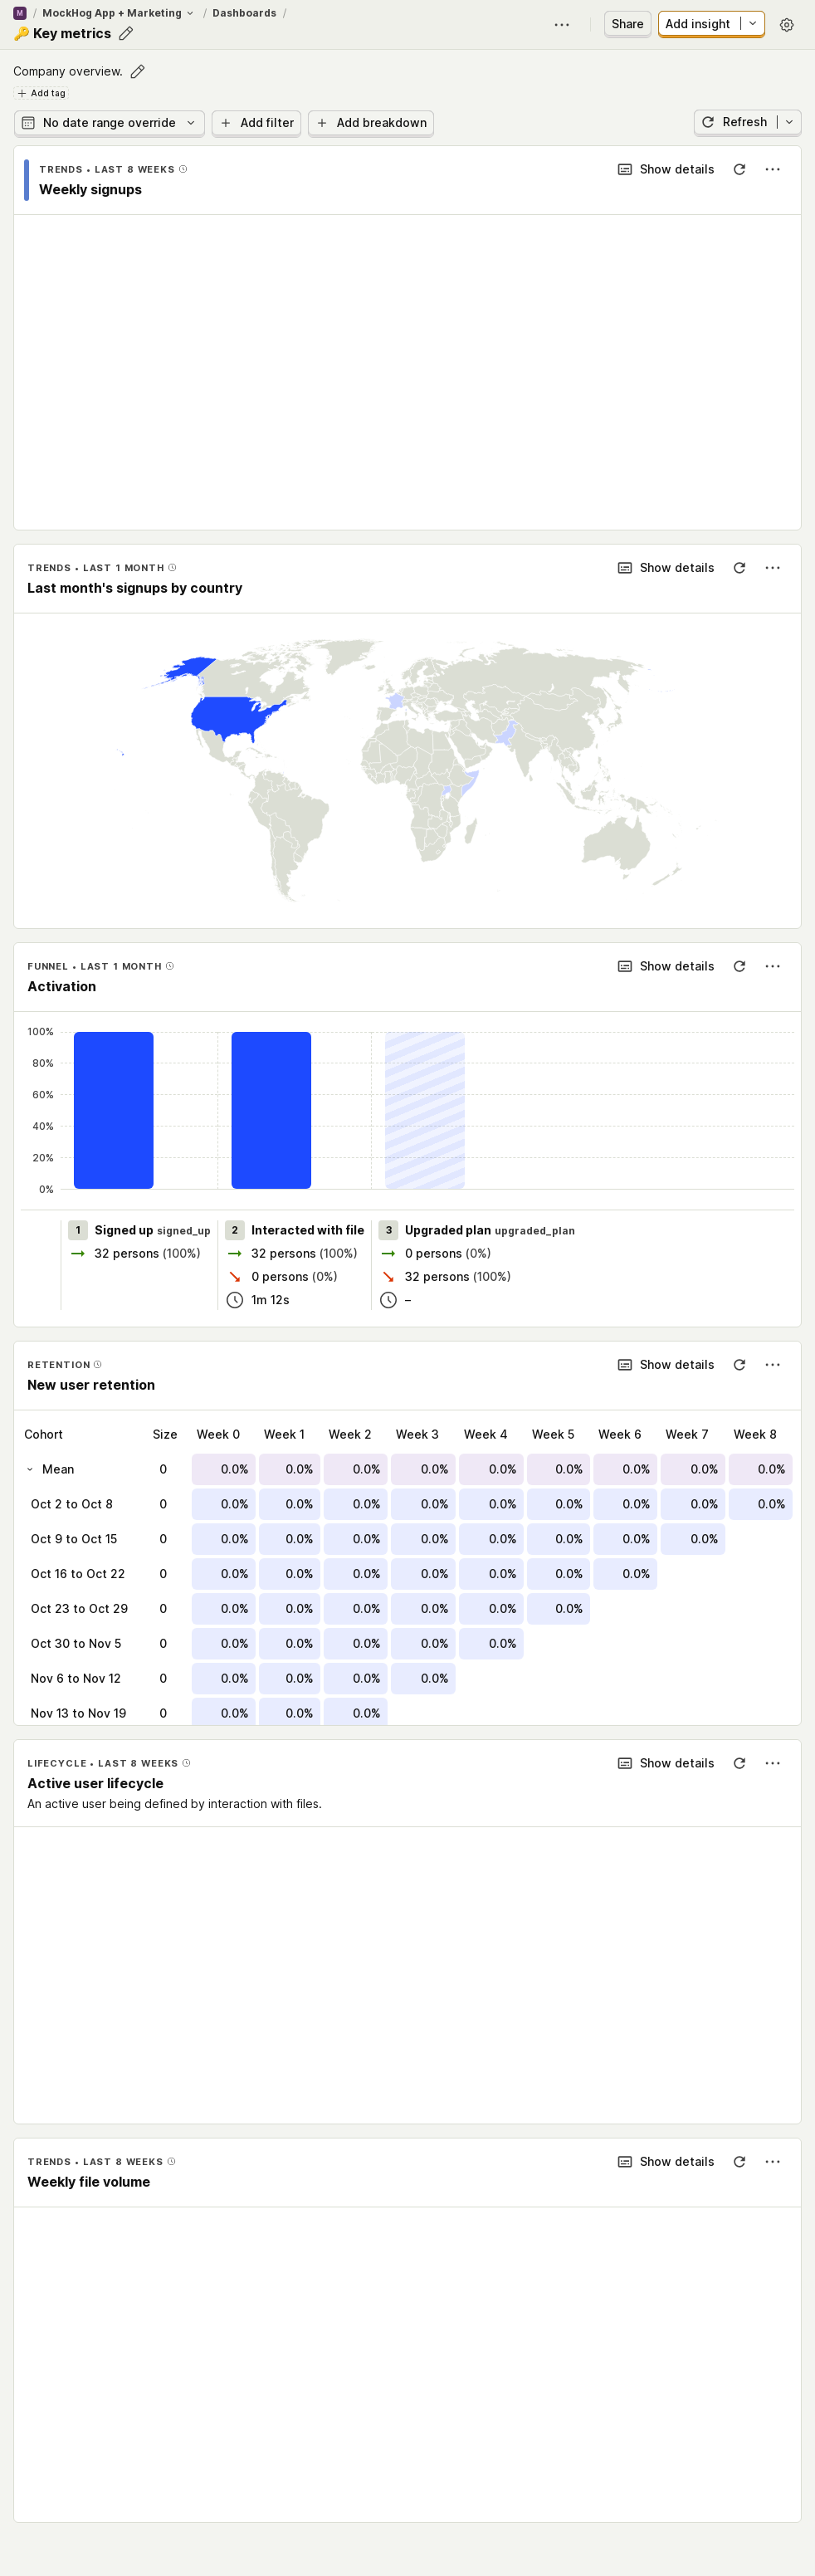 M / MockHog App + Marketing / Dashboards /
🔑 Key metrics
Share
Add insight
Company overview.
Add tag
No date range override
Add filter
Add breakdown
Refresh
TRENDS • LAST 8 WEEKS
Weekly signups
Show details
TRENDS • LAST 1 MONTH
Last month's signups by country
Show details
FUNNEL • LAST 1 MONTH
Activation
Show details
100%
80%
60%
40%
20%
0%
1 Signed up signed_up
32 persons (100%)
2 Interacted with file
32 persons (100%)
0 persons (0%)
1m 12s
3 Upgraded plan upgraded_plan
0 persons (0%)
32 persons (100%)
–
RETENTION
New user retention
Show details
Cohort Size Week 0 Week 1 Week 2 Week 3 Week 4 Week 5 Week 6 Week 7 Week 8
Mean 0 0.0% 0.0% 0.0% 0.0% 0.0% 0.0% 0.0% 0.0% 0.0%
Oct 2 to Oct 8 0 0.0% 0.0% 0.0% 0.0% 0.0% 0.0% 0.0% 0.0% 0.0%
Oct 9 to Oct 15 0 0.0% 0.0% 0.0% 0.0% 0.0% 0.0% 0.0% 0.0%
Oct 16 to Oct 22 0 0.0% 0.0% 0.0% 0.0% 0.0% 0.0% 0.0%
Oct 23 to Oct 29 0 0.0% 0.0% 0.0% 0.0% 0.0% 0.0%
Oct 30 to Nov 5 0 0.0% 0.0% 0.0% 0.0% 0.0%
Nov 6 to Nov 12 0 0.0% 0.0% 0.0% 0.0%
Nov 13 to Nov 19 0 0.0% 0.0% 0.0%
LIFECYCLE • LAST 8 WEEKS
Active user lifecycle
An active user being defined by interaction with files.
Show details
TRENDS • LAST 8 WEEKS
Weekly file volume
Show details